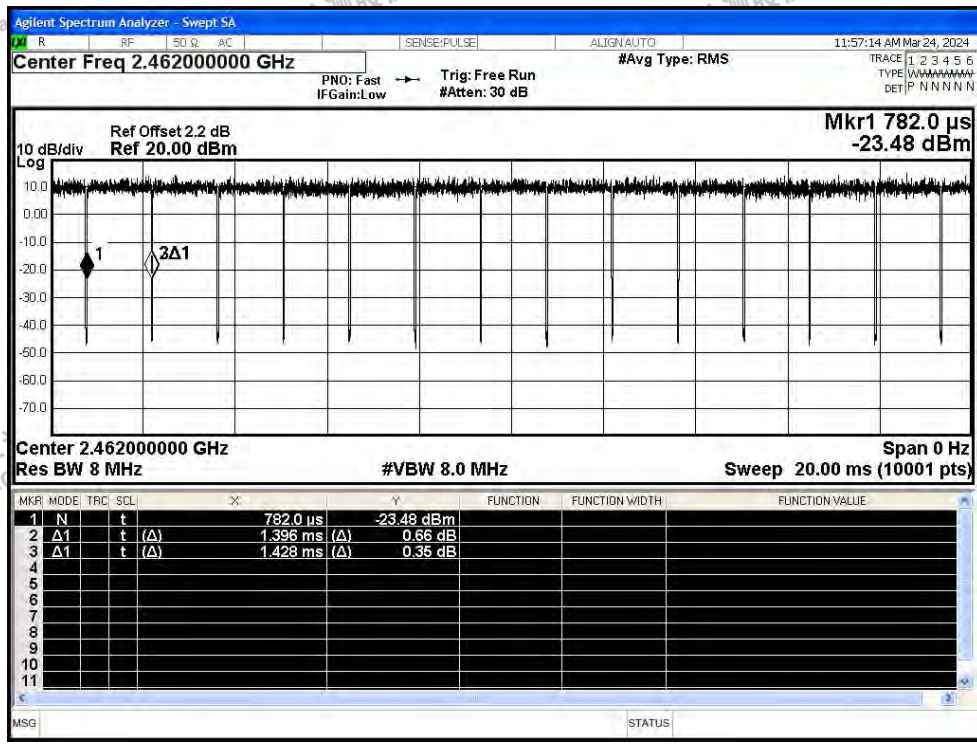 Agilent Spectrum Analyzer - Swept SA
R RF 50 Ω AC SENSE:PULSE ALIGN AUTO 11:57:14 AM Mar 24, 2024
Center Freq 2.462000000 GHz
PNO: Fast
IFGain:Low
Trig: Free Run
#Atten: 30 dB
#Avg Type: RMS
TRACE 1 2 3 4 5 6
TYPE
DET P N N N N N
Mkr1 782.0 µs
-23.48 dBm
Ref Offset 2.2 dB
10 dB/div Ref 20.00 dBm
Log
10.0
0.00
-10.0
1
3Δ1
-20.0
-30.0
-40.0
-50.0
-60.0
-70.0
Center 2.462000000 GHz Span 0 Hz
Res BW 8 MHz #VBW 8.0 MHz Sweep 20.00 ms (10001 pts)
MKR MODE TRC SCL X Y FUNCTION FUNCTION WIDTH FUNCTION VALUE
1 N t 782.0 µs -23.48 dBm
2 Δ1 t (Δ) 1.396 ms (Δ) 0.66 dB
3 Δ1 t (Δ) 1.428 ms (Δ) 0.35 dB
4
5
6
7
8
9
10
11
MSG STATUS